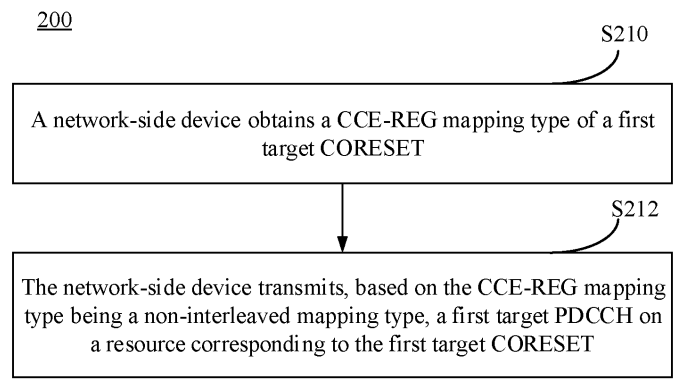 200
S210
A network-side device obtains a CCE-REG mapping type of a first
target CORESET
S212
The network-side device transmits, based on the CCE-REG mapping
type being a non-interleaved mapping type, a first target PDCCH on
a resource corresponding to the first target CORESET